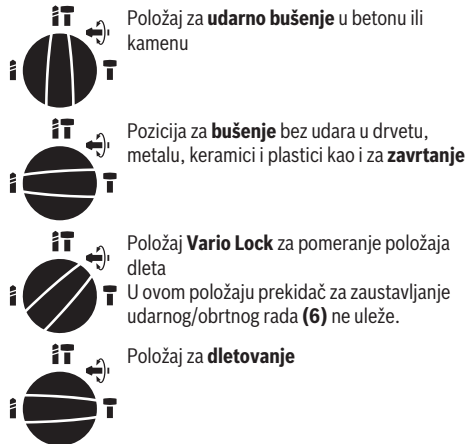 Položaj za udarno bušenje u betonu ili
kamenu
Pozicija za bušenje bez udara u drvetu,
metalu, keramici i plastici kao i za zavrtanje
Položaj Vario Lock za pomeranje položaja
dleta
U ovom položaju prekidač za zaustavljanje
udarnog/obrtnog rada (6) ne uleže.
Položaj za dletovanje